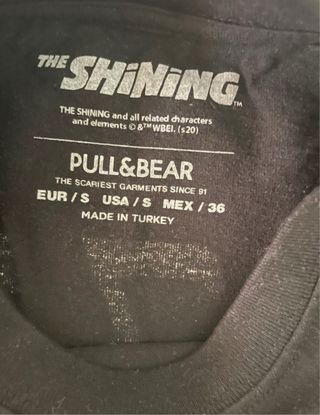 THE SHiNiNG™
THE SHINING and all related characters
and elements © &™ WBEI. (s20)
PULL&BEAR
THE SCARIEST GARMENTS SINCE 91
EUR / S USA / S MEX / 36
MADE IN TURKEY